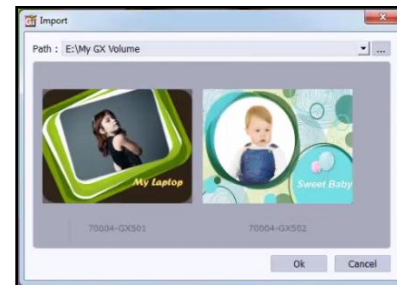 Import
Path : E:\My GX Volume
...
My Laptop
Sweet Baby
70004-GX501
70004-GX502
Ok
Cancel